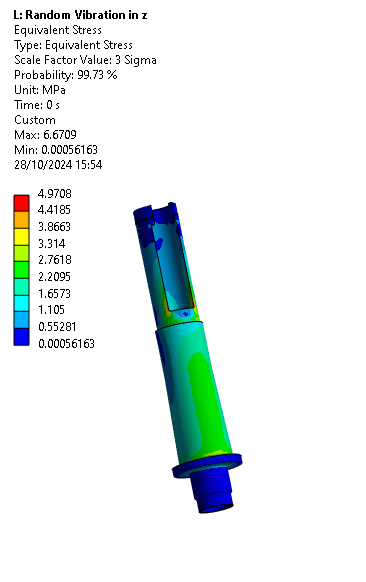 L: Random Vibration in z
Equivalent Stress
Type: Equivalent Stress
Scale Factor Value: 3 Sigma
Probability: 99.73 %
Unit: MPa
Time: 0 s
Custom
Max: 6.6709
Min: 0.00056163
28/10/2024 15:54
4.9708
4.4185
3.8663
3.314
2.7618
2.2095
1.6573
1.105
0.55281
0.00056163